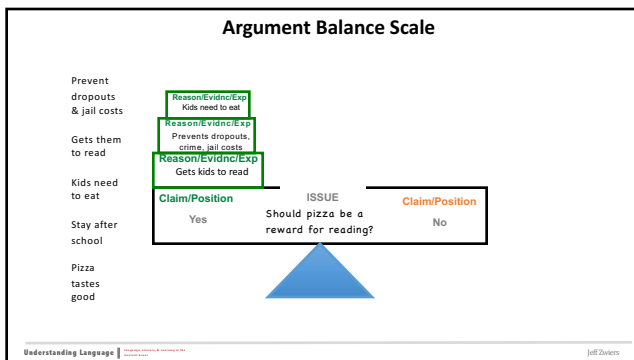 Argument Balance Scale
Prevent
dropouts
& jail costs
Gets them
to read
Kids need
to eat
Stay after
school
Pizza
tastes
good
Reason/Evidnc/Exp
Kids need to eat
Reason/Evidnc/Exp
Prevents dropouts,
crime, jail costs
Reason/Evidnc/Exp
Gets kids to read
Claim/Position
Yes
ISSUE
Should pizza be a
reward for reading?
Claim/Position
No
Understanding Language
Jeff Zwiers